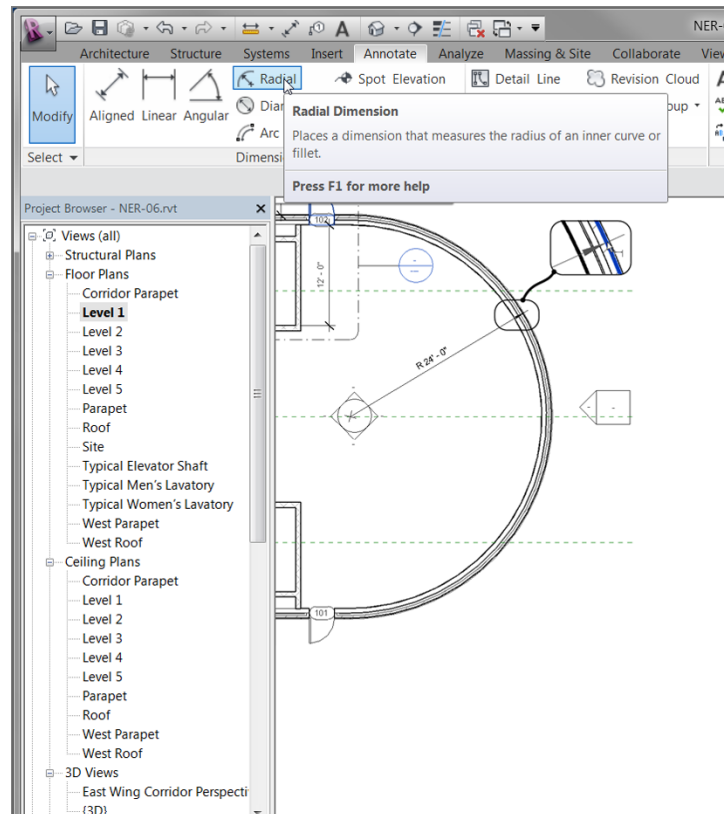 NER-
Architecture Structure Systems Insert Annotate Analyze Massing & Site Collaborate View
Modify
Aligned Linear Angular
Radial
Spot Elevation
Detail Line
Revision Cloud
Arc
Select
Radial Dimension
Places a dimension that measures the radius of an inner curve or
fillet.
Press F1 for more help
Project Browser - NER-06.rvt
Views (all)
Structural Plans
Floor Plans
Corridor Parapet
Level 1
Level 2
Level 3
Level 4
Level 5
Parapet
Roof
Site
Typical Elevator Shaft
Typical Men's Lavatory
Typical Women's Lavatory
West Parapet
West Roof
Ceiling Plans
Corridor Parapet
Level 1
Level 2
Level 3
Level 4
Level 5
Parapet
Roof
West Parapet
West Roof
3D Views
East Wing Corridor Perspecti
{3D}
102
12' - 0"
R 24' - 0"
101